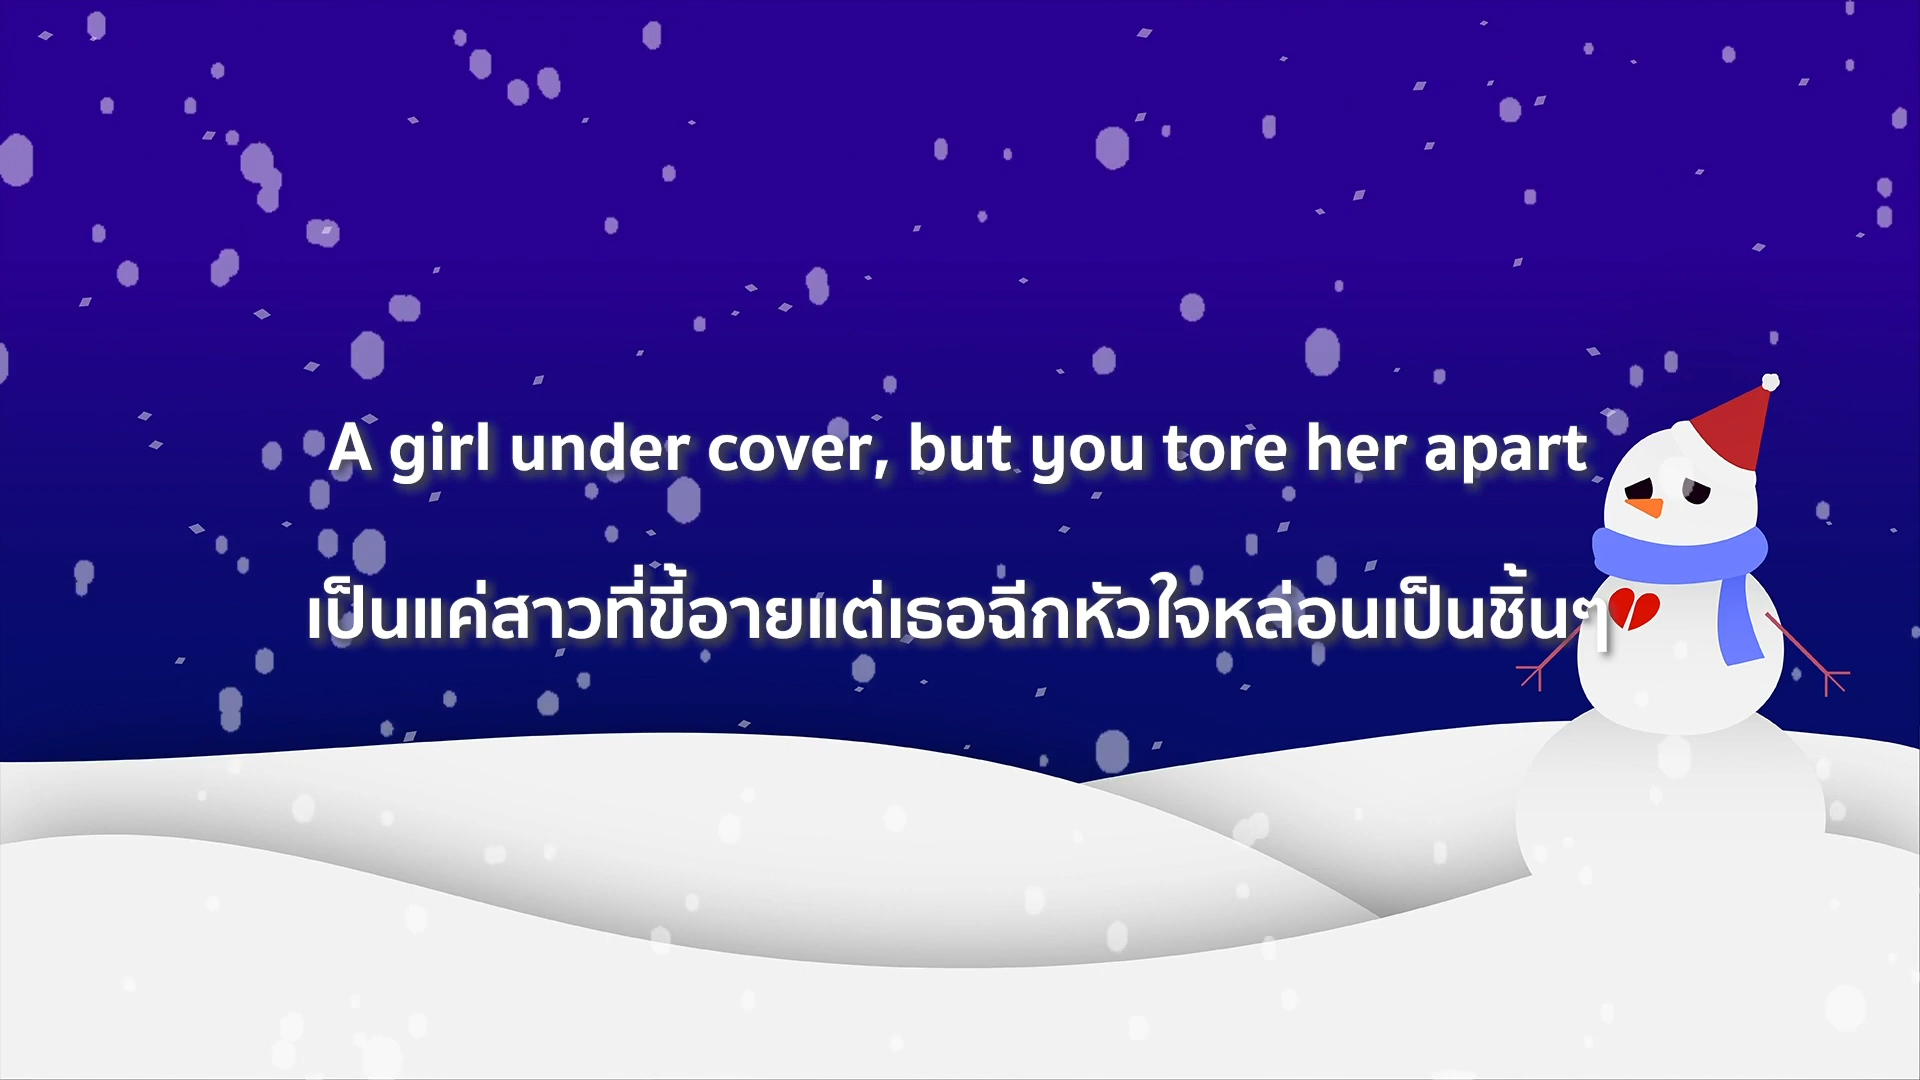 A girl under cover, but you tore her apart
เป็นแค่สาวที่ขี้อายแต่เธอฉีกหัวใจหล่อนเป็นชิ้นๆ